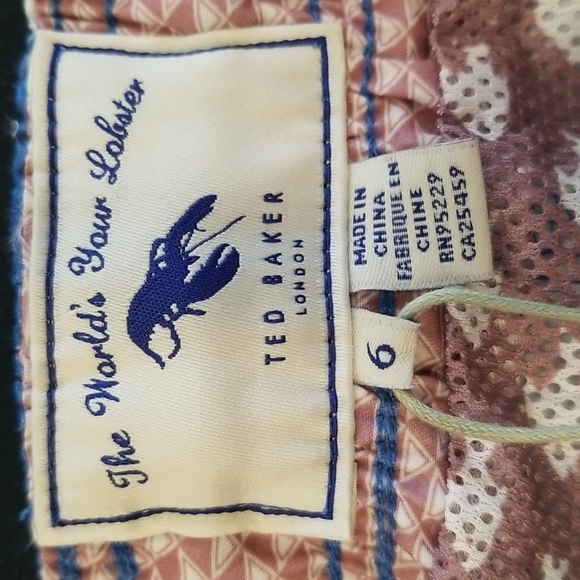 The World's Your Lobster
TED BAKER
LONDON
MADE IN
CHINA
FABRIQUE EN
CHINE
RN95229
CA25459
6